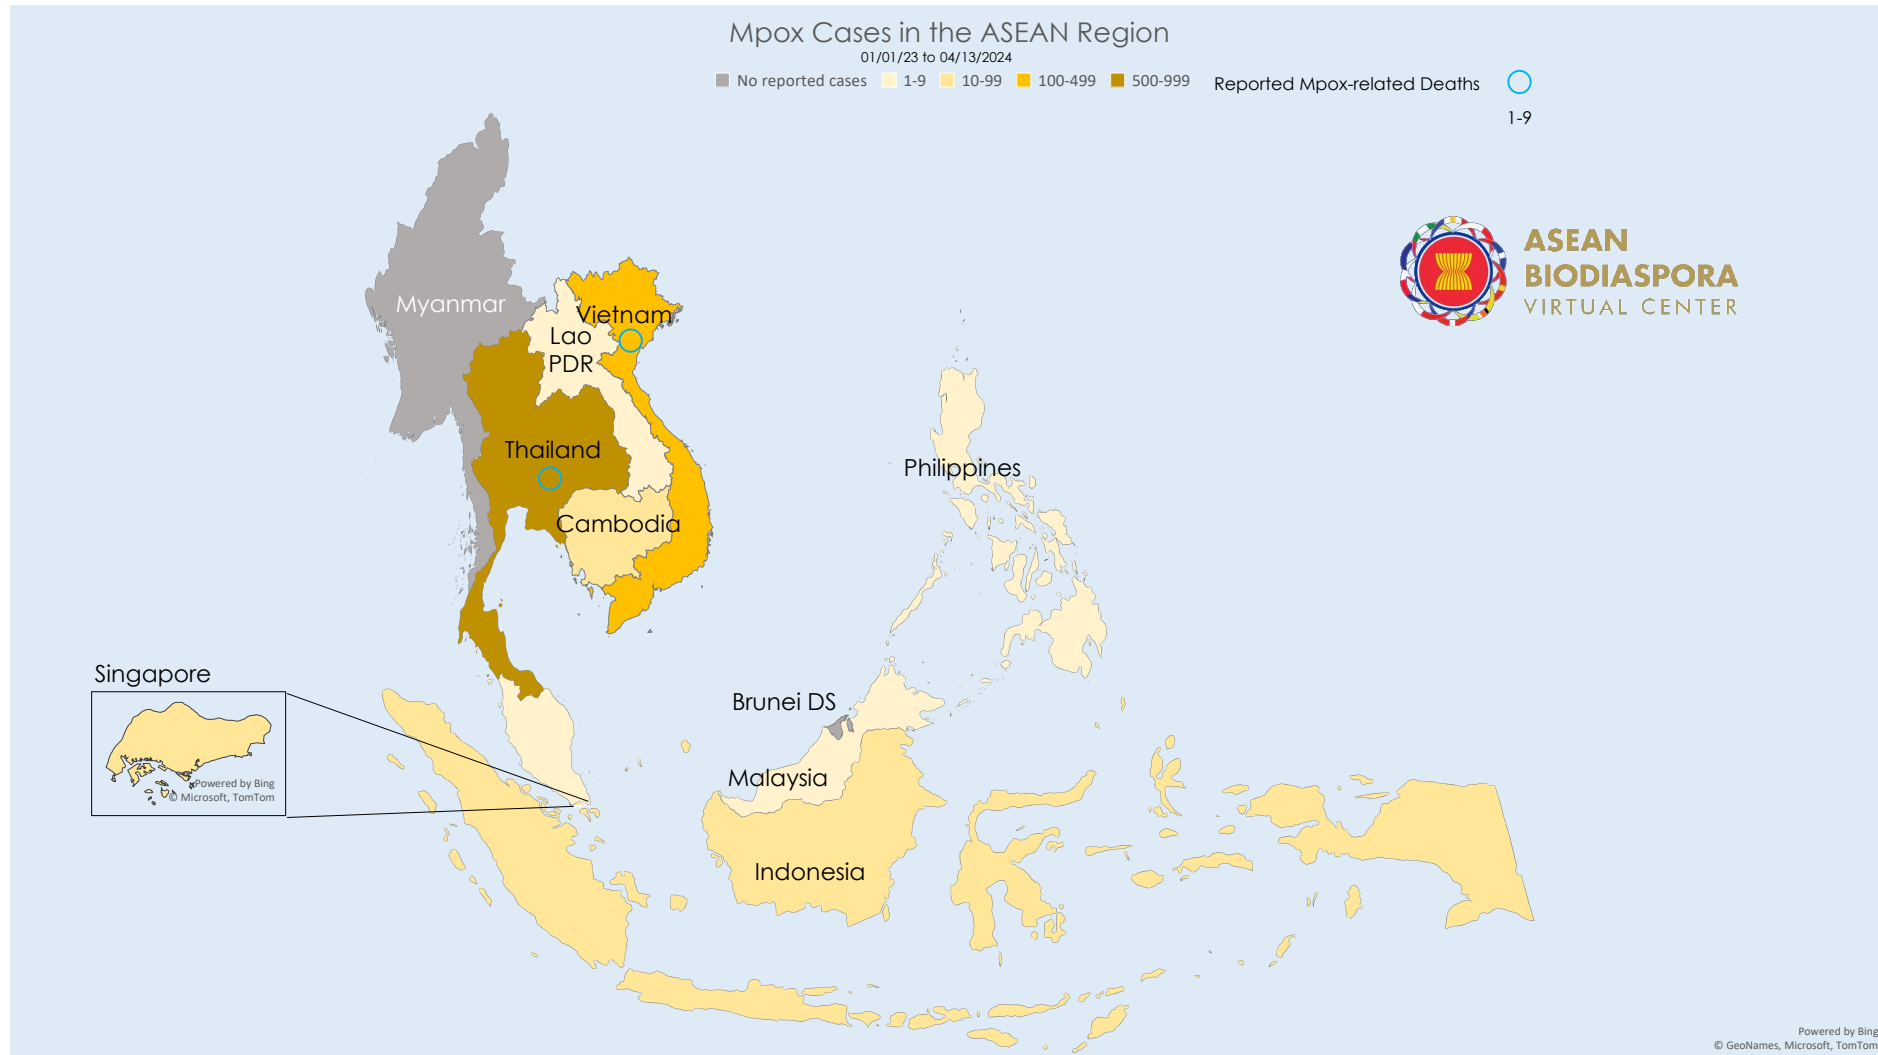 Mpox Cases in the ASEAN Region
01/01/23 to 04/13/2024
No reported cases 1-9 10-99 100-499 500-999 Reported Mpox-related Deaths
1-9
ASEAN
BIODIASPORA
VIRTUAL CENTER
Myanmar
Vietnam
Lao
PDR
Thailand
Philippines
Cambodia
Singapore
Powered by Bing
© Microsoft, TomTom
Brunei DS
Malaysia
Indonesia
Powered by Bing
© GeoNames, Microsoft, TomTom